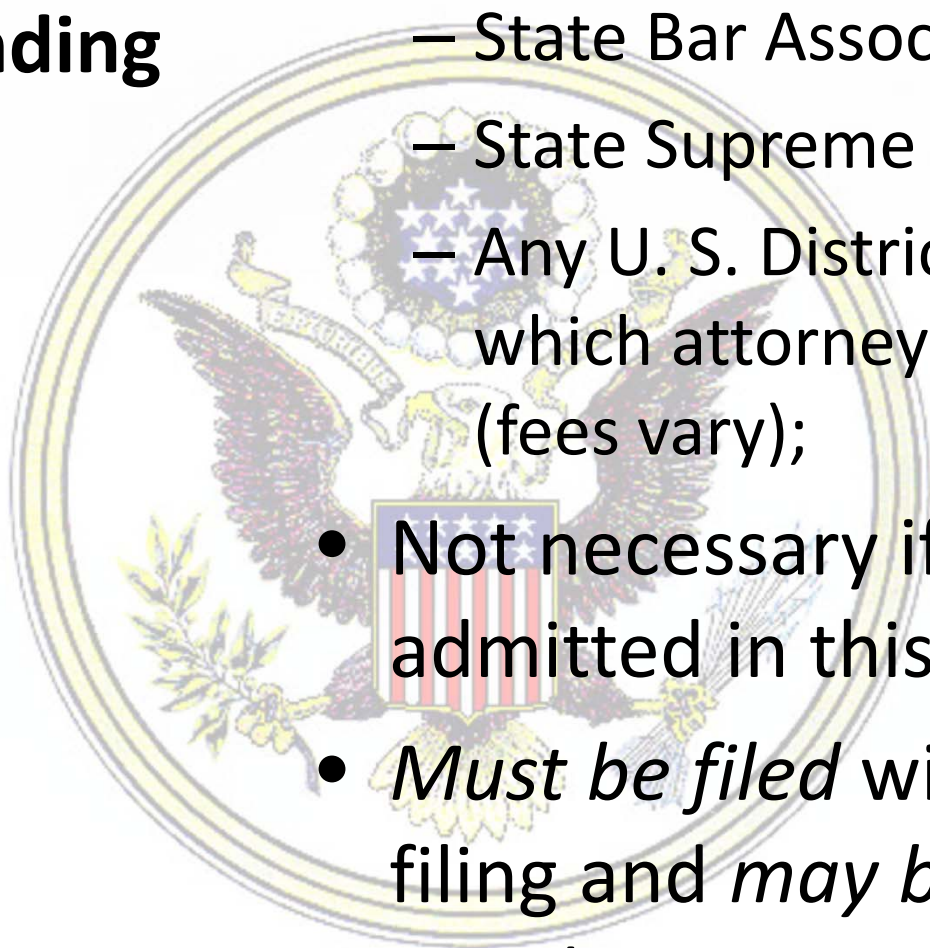 nding
– State Bar Assoc
– State Supreme
– Any U. S. Distric
which attorney
(fees vary);
• Not necessary if
admitted in this
• Must be filed wi
filing and may b